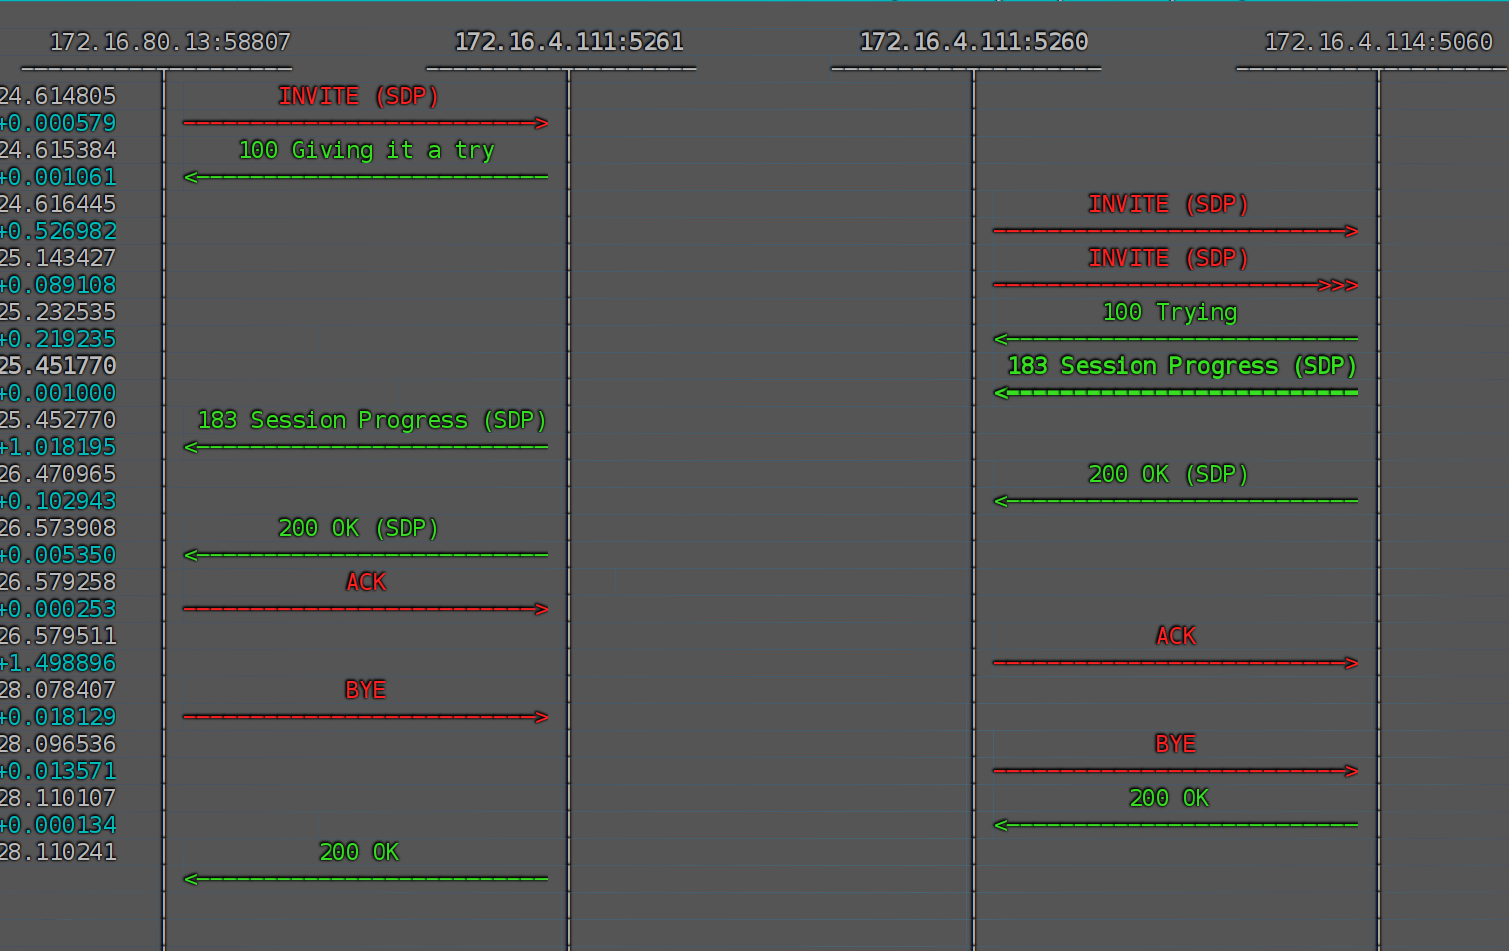 172.16.80.13:58807 172.16.4.111:5261 172.16.4.111:5260 172.16.4.114:5060
24.614805 INVITE (SDP)
+0.000579
24.615384 100 Giving it a try
+0.001061
24.616445 INVITE (SDP)
+0.526982
25.143427 INVITE (SDP)
+0.089108 >>>
25.232535 100 Trying
+0.219235
25.451770 183 Session Progress (SDP)
+0.001000
25.452770 183 Session Progress (SDP)
+1.018195
26.470965 200 OK (SDP)
+0.102943
26.573908 200 OK (SDP)
+0.005350
26.579258 ACK
+0.000253
26.579511 ACK
+1.498896
28.078407 BYE
+0.018129
28.096536 BYE
+0.013571
28.110107 200 OK
+0.000134
28.110241 200 OK